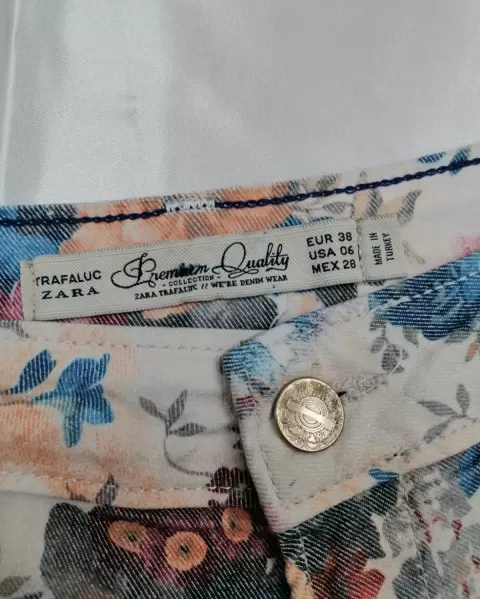 TRAFALUC
ZARA
Premium Quality
- COLLECTION -
ZARA TRAFALUC // WE'RE DENIM WEAR
EUR 38
USA 06
MEX 28
MADE IN
TURKEY